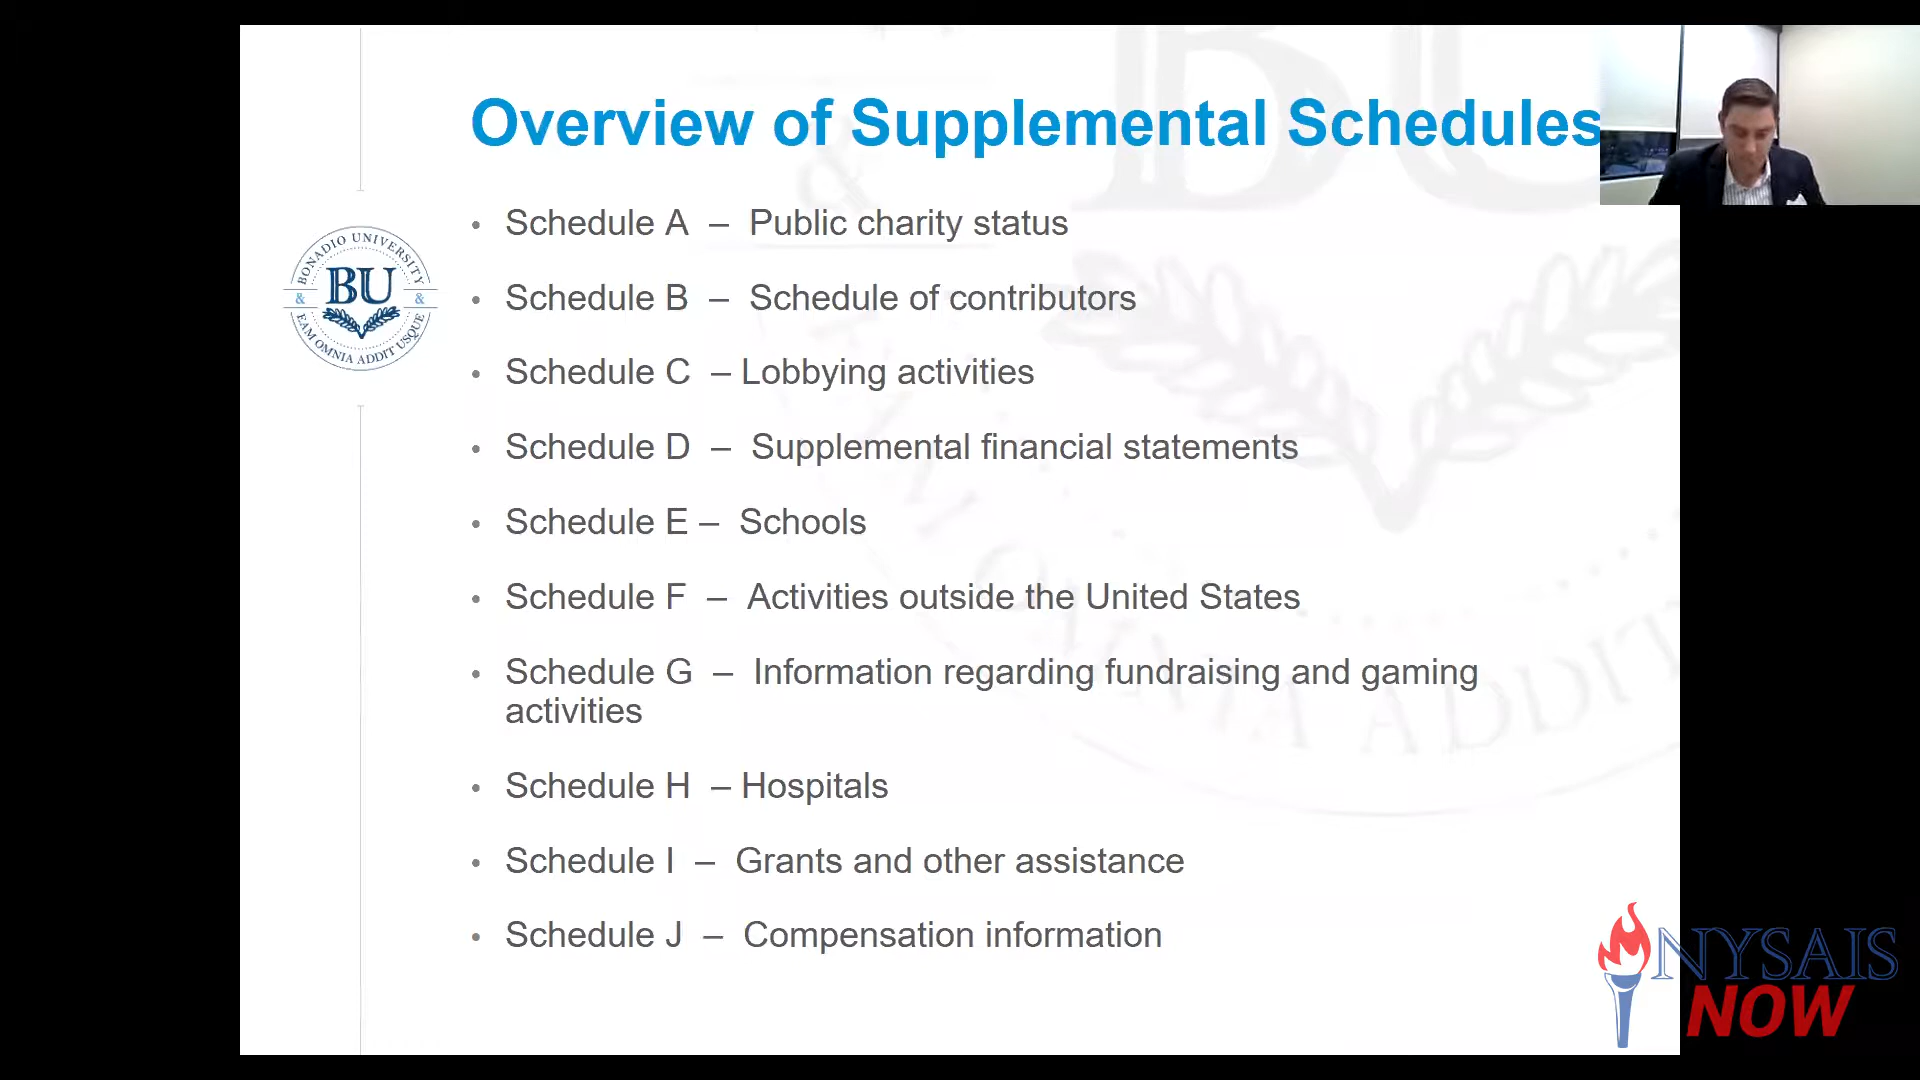 Overview of Supplemental Schedules
• Schedule A – Public charity status
• Schedule B – Schedule of contributors
• Schedule C – Lobbying activities
• Schedule D – Supplemental financial statements
• Schedule E – Schools
• Schedule F – Activities outside the United States
• Schedule G – Information regarding fundraising and gaming
activities
• Schedule H – Hospitals
• Schedule I – Grants and other assistance
• Schedule J – Compensation information
BONADIO UNIVERSITY
& BU &
EAM OMNIA ADDIT USQUE
NYSAIS
NOW